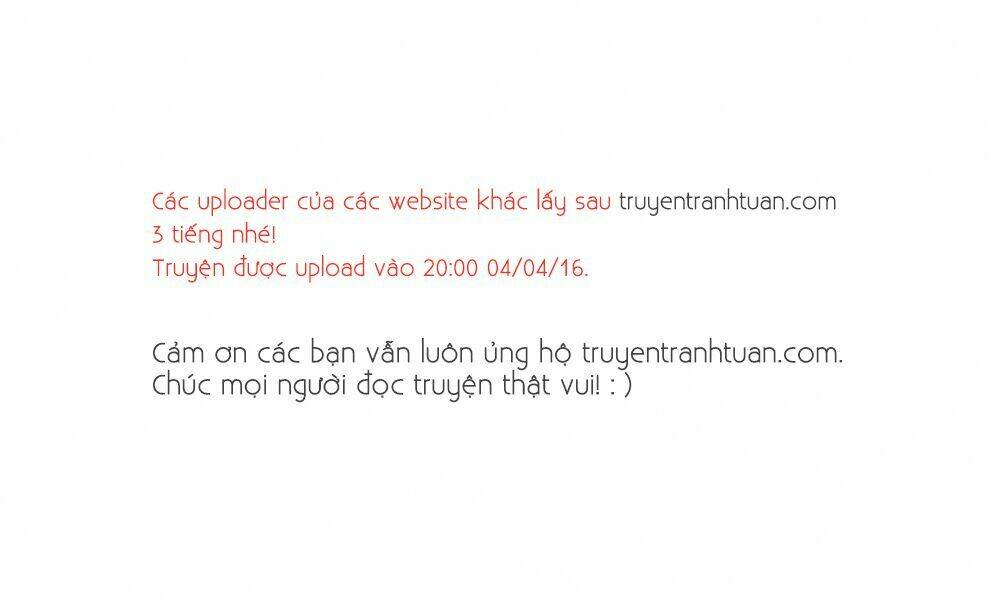 Các uploader của các website khác lấy sau truyentranhtuan.com
3 tiếng nhé!
Truyện được upload vào 20:00 04/04/16.
Cảm ơn các bạn vẫn luôn ủng hộ truyentranhtuan.com.
Chúc mọi người đọc truyện thật vui! : )